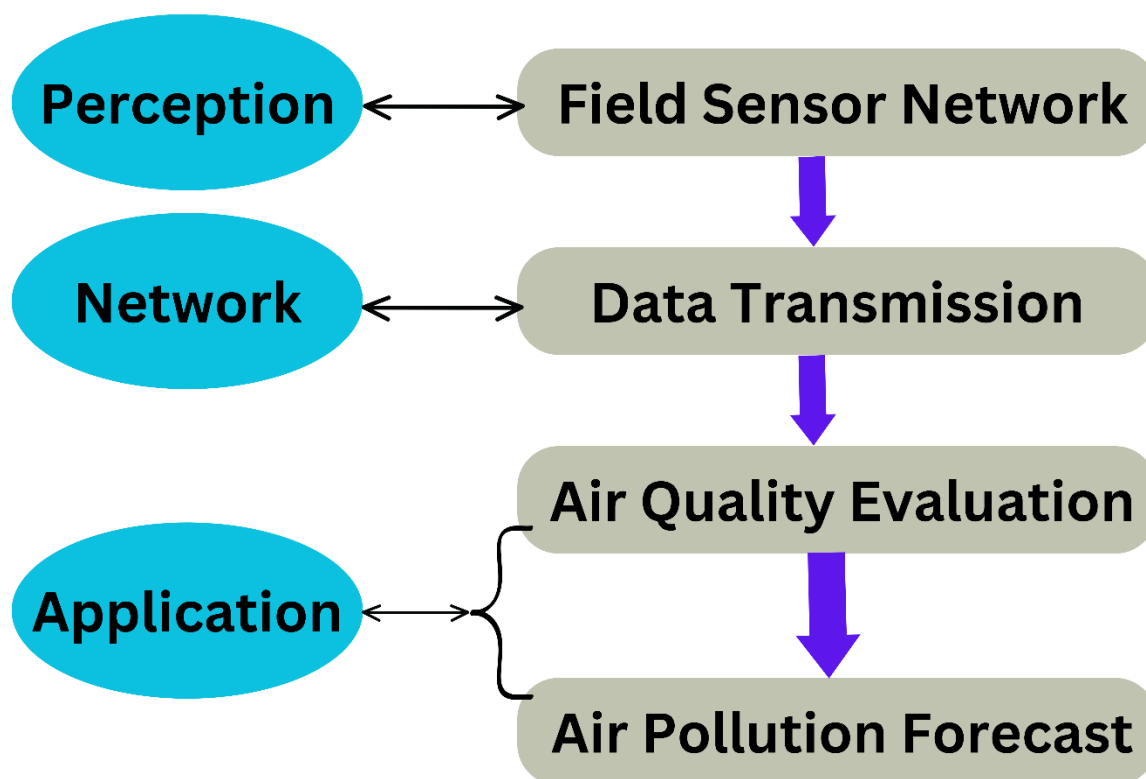 Perception
Field Sensor Network
Network
Data Transmission
Air Quality Evaluation
Application
Air Pollution Forecast